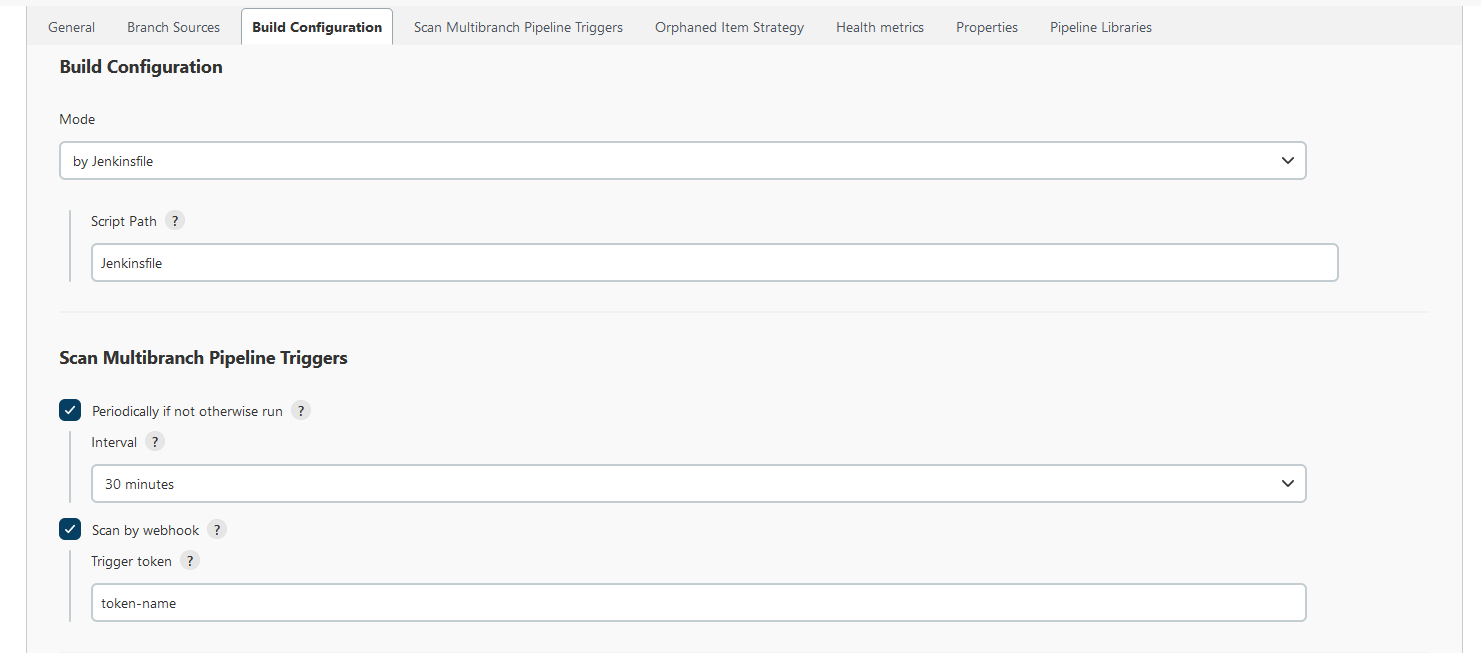 General Branch Sources Build Configuration Scan Multibranch Pipeline Triggers Orphaned Item Strategy Health metrics Properties Pipeline Libraries
Build Configuration
Mode
by Jenkinsfile
Script Path ?
Jenkinsfile
Scan Multibranch Pipeline Triggers
Periodically if not otherwise run ?
Interval ?
30 minutes
Scan by webhook ?
Trigger token ?
token-name